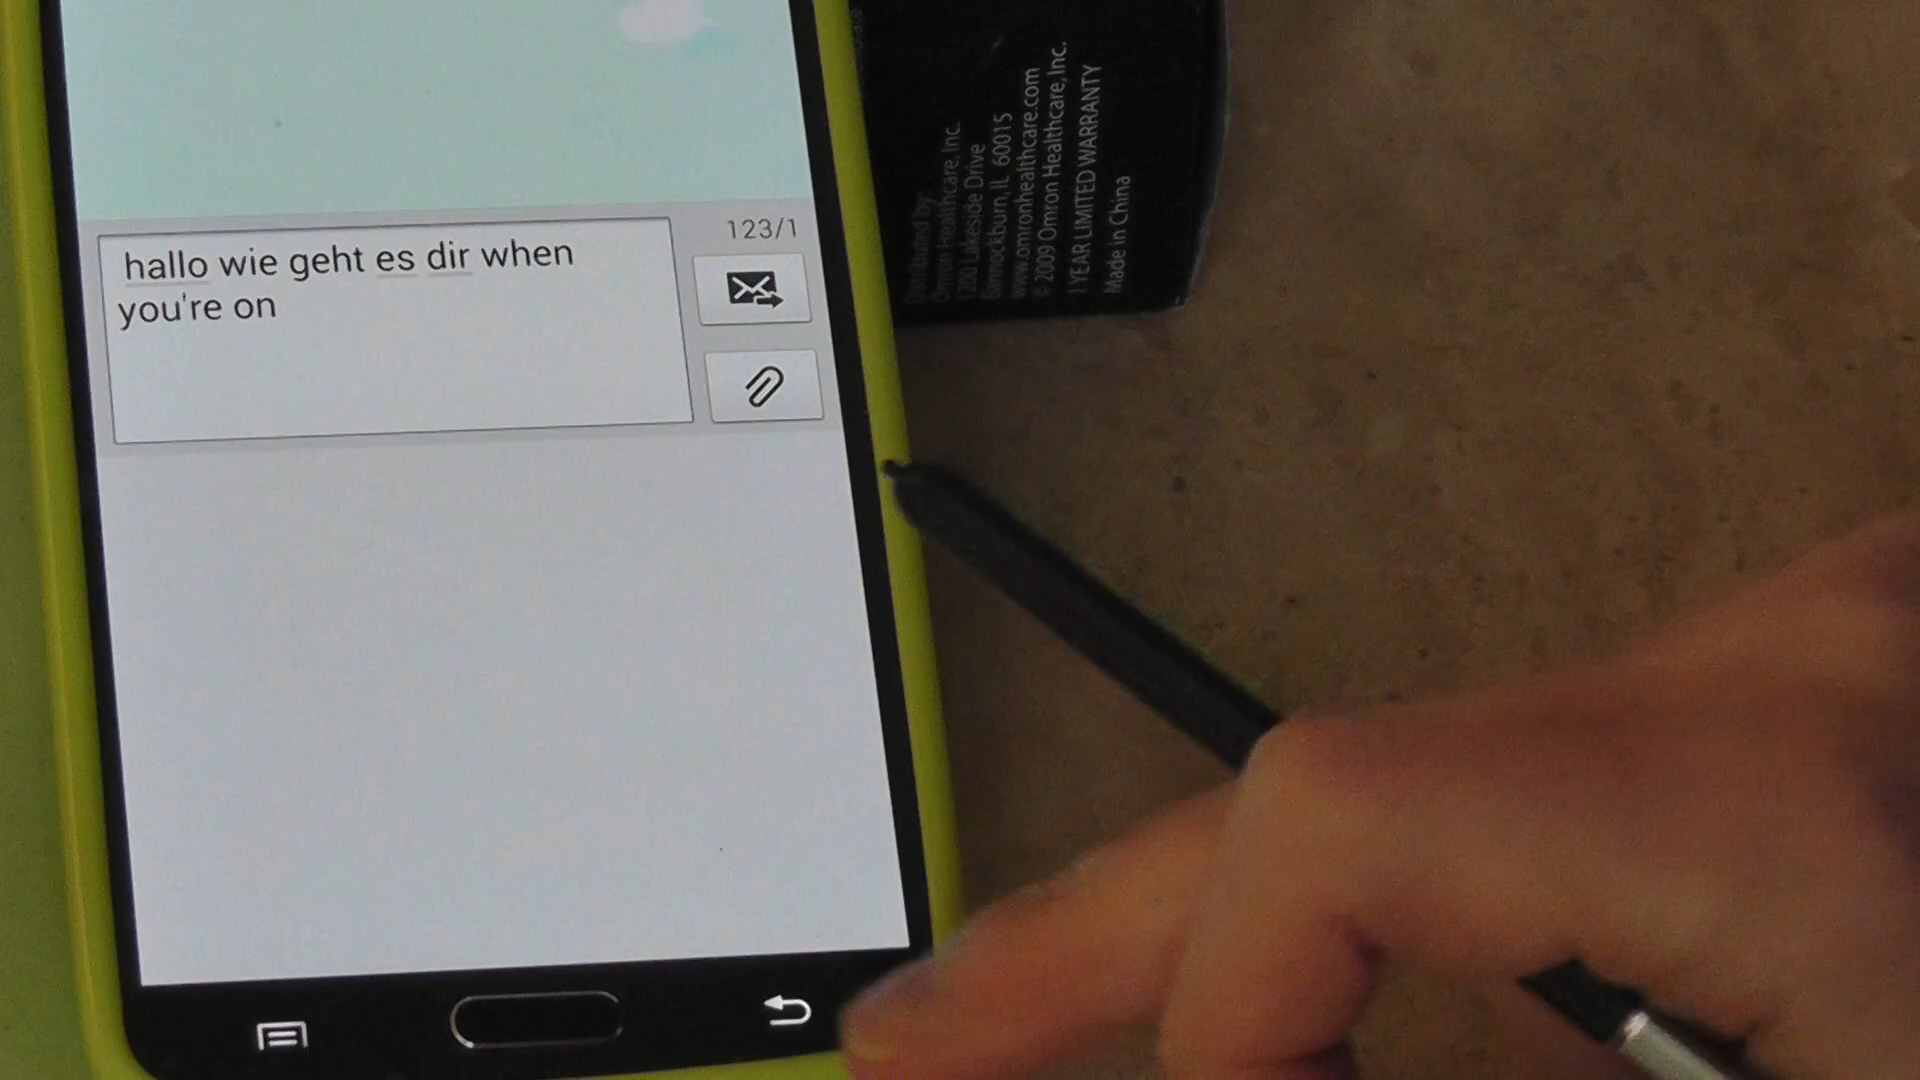 123/1
hallo wie geht es dir when
you're on
Distributed by:
Omron Healthcare, Inc.
1200 Lakeside Drive
Bannockburn, IL 60015
www.omronhealthcare.com
© 2009 Omron Healthcare, Inc.
1 YEAR LIMITED WARRANTY
Made in China